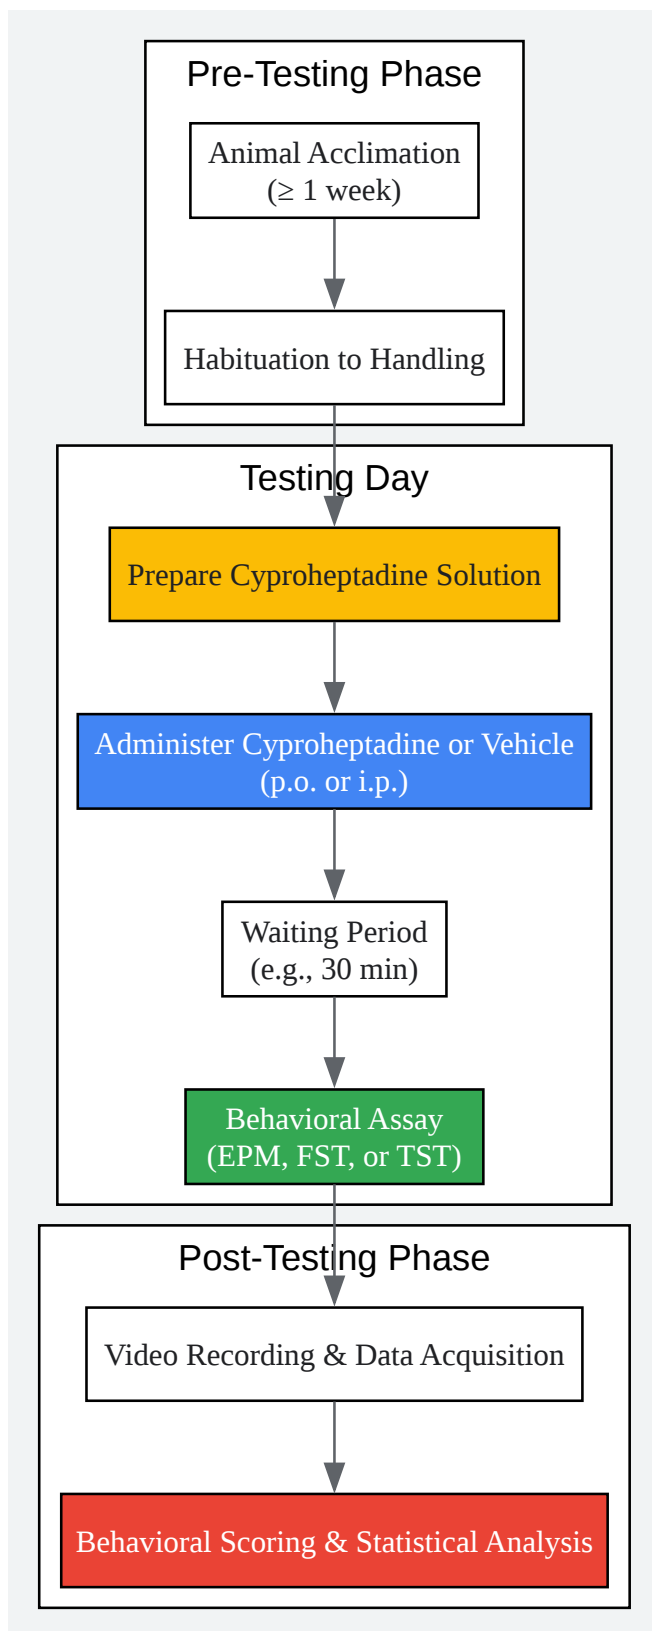 Pre-Testing Phase
Animal Acclimation
(≥ 1 week)
Habituation to Handling
Testing Day
Prepare Cyproheptadine Solution
Administer Cyproheptadine or Vehicle
(p.o. or i.p.)
Waiting Period
(e.g., 30 min)
Behavioral Assay
(EPM, FST, or TST)
Post-Testing Phase
Video Recording & Data Acquisition
Behavioral Scoring & Statistical Analysis